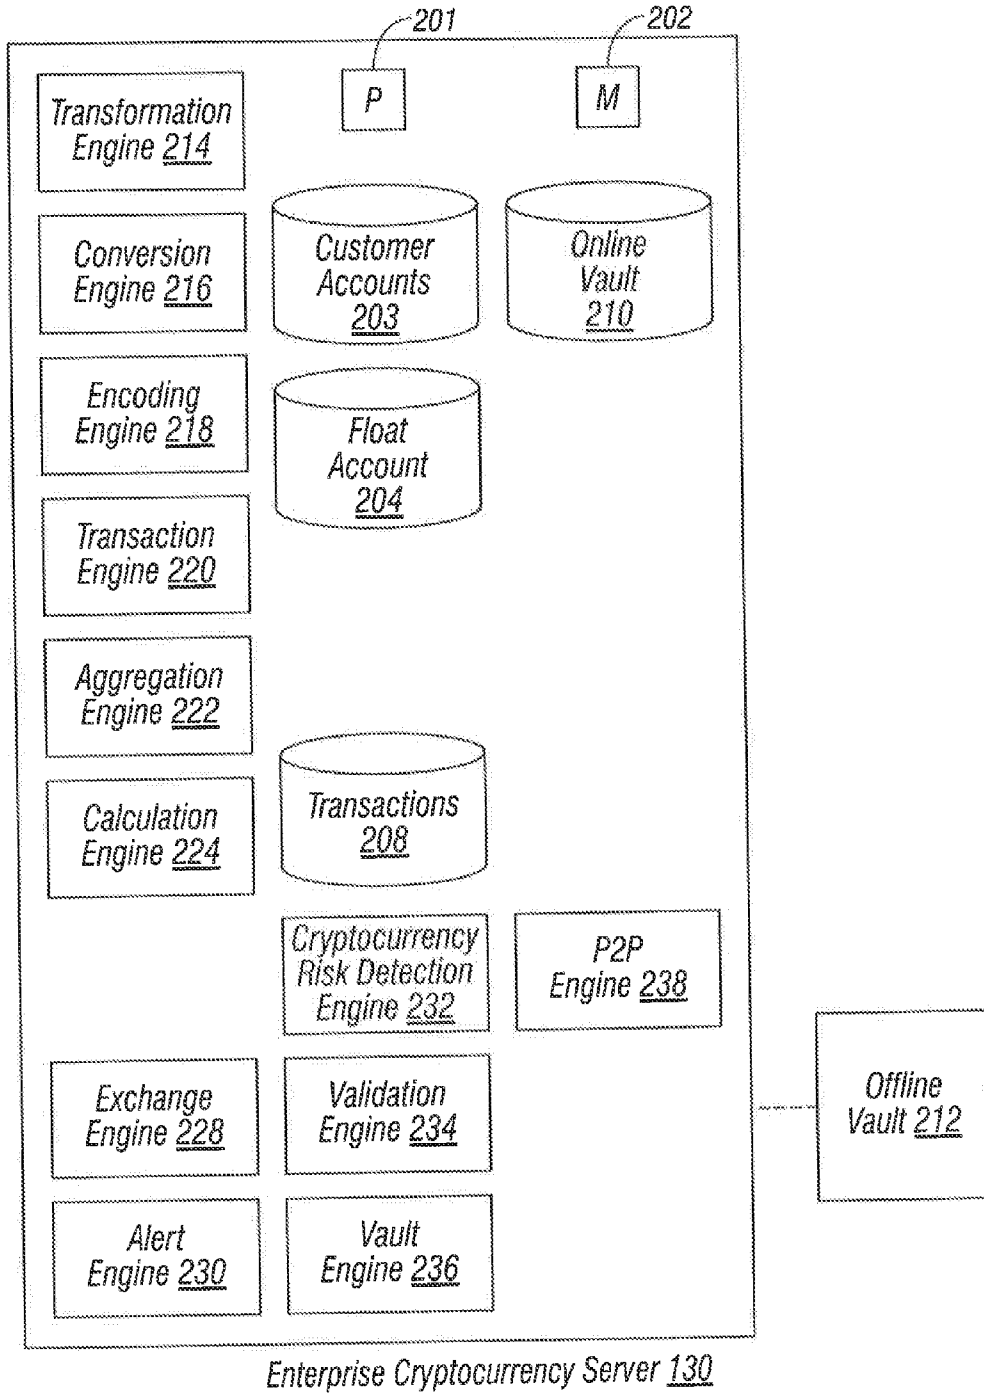 201
202
P
M
Transformation
Engine 214
Conversion
Engine 216
Customer
Accounts
203
Online
Vault
210
Encoding
Engine 218
Float
Account
204
Transaction
Engine 220
Aggregation
Engine 222
Transactions
208
Calculation
Engine 224
Cryptocurrency
Risk Detection
Engine 232
P2P
Engine 238
Exchange
Engine 228
Validation
Engine 234
Offline
Vault 212
Alert
Engine 230
Vault
Engine 236
Enterprise Cryptocurrency Server 130